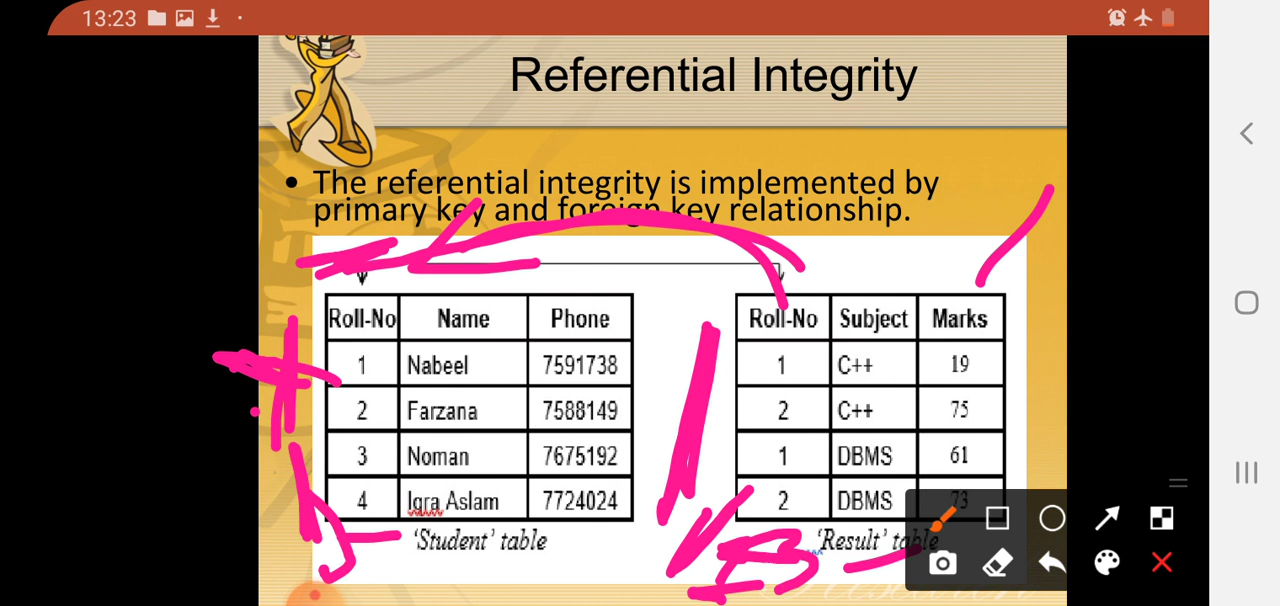 13:23
Referential Integrity
• The referential integrity is implemented by
primary key and foreign key relationship.
Roll-No Name Phone
1 Nabeel 7591738
2 Farzana 7588149
3 Noman 7675192
4 Iqra Aslam 7724024
'Student' table
Roll-No Subject Marks
1 C++ 19
2 C++ 75
1 DBMS 61
2 DBMS 73
'Result' table